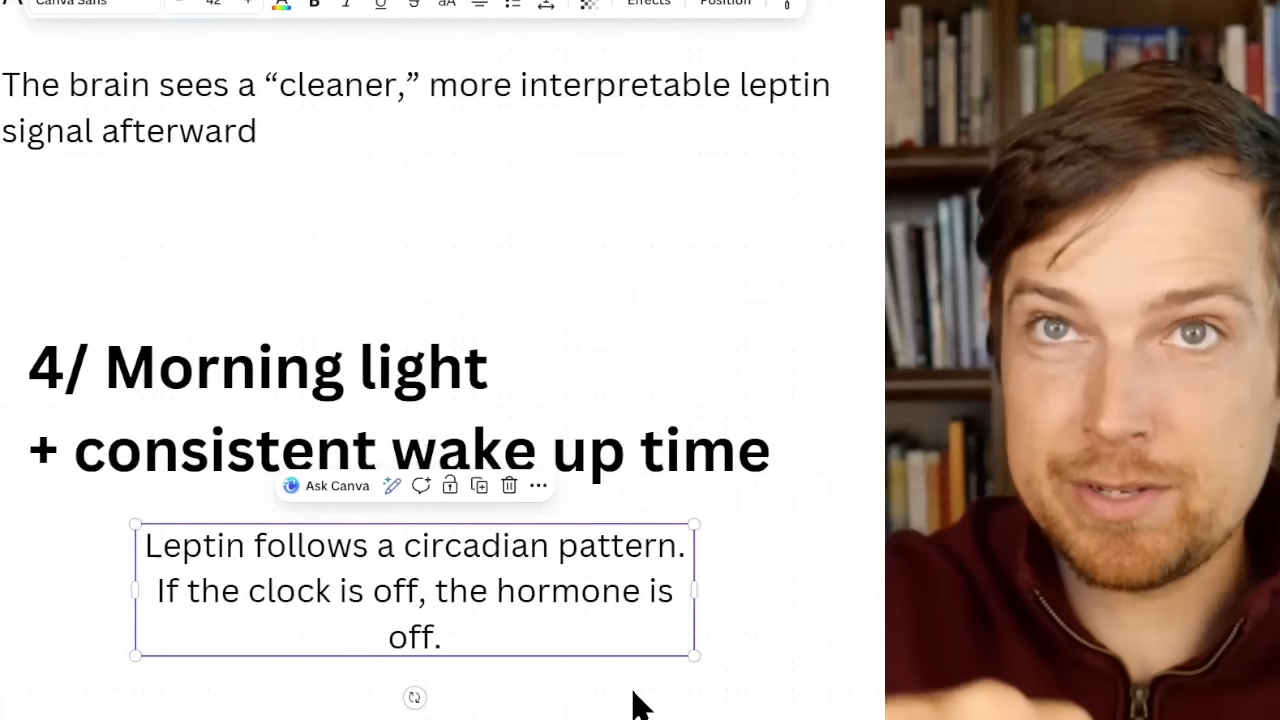 Canva Sans
42
A
B
I
U
S
aA
Effects
Position
The brain sees a “cleaner,” more interpretable leptin
signal afterward
4/ Morning light
+ consistent wake up time
Ask Canva
Leptin follows a circadian pattern.
If the clock is off, the hormone is
off.